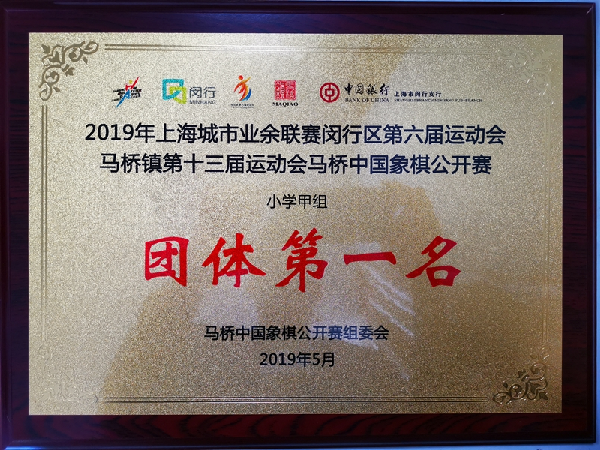 闵行
MINHANG
MAQIAO
中国银行 上海市闵行支行
BANK OF CHINA
2019年上海城市业余联赛闵行区第六届运动会
马桥镇第十三届运动会马桥中国象棋公开赛
小学甲组
团体第一名
马桥中国象棋公开赛组委会
2019年5月